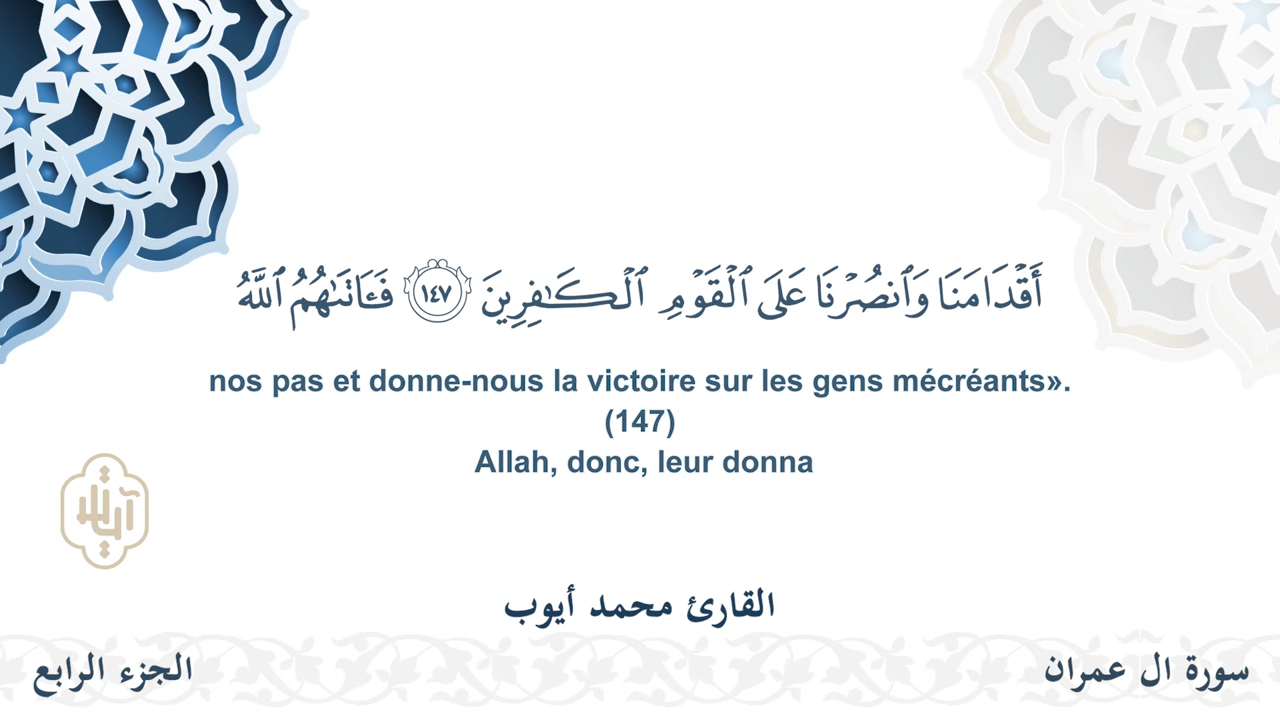 أَقْدَامَنَا وَٱنصُرْنَا عَلَى ٱلْقَوْمِ ٱلْكَـٰفِرِينَ ١٤٧ فَـَٔاتَىٰهُمُ ٱللَّهُ
nos pas et donne-nous la victoire sur les gens mécréants».
(147)
Allah, donc, leur donna
آيات
القارئ محمد أيوب
سورة ال عمران
الجزء الرابع